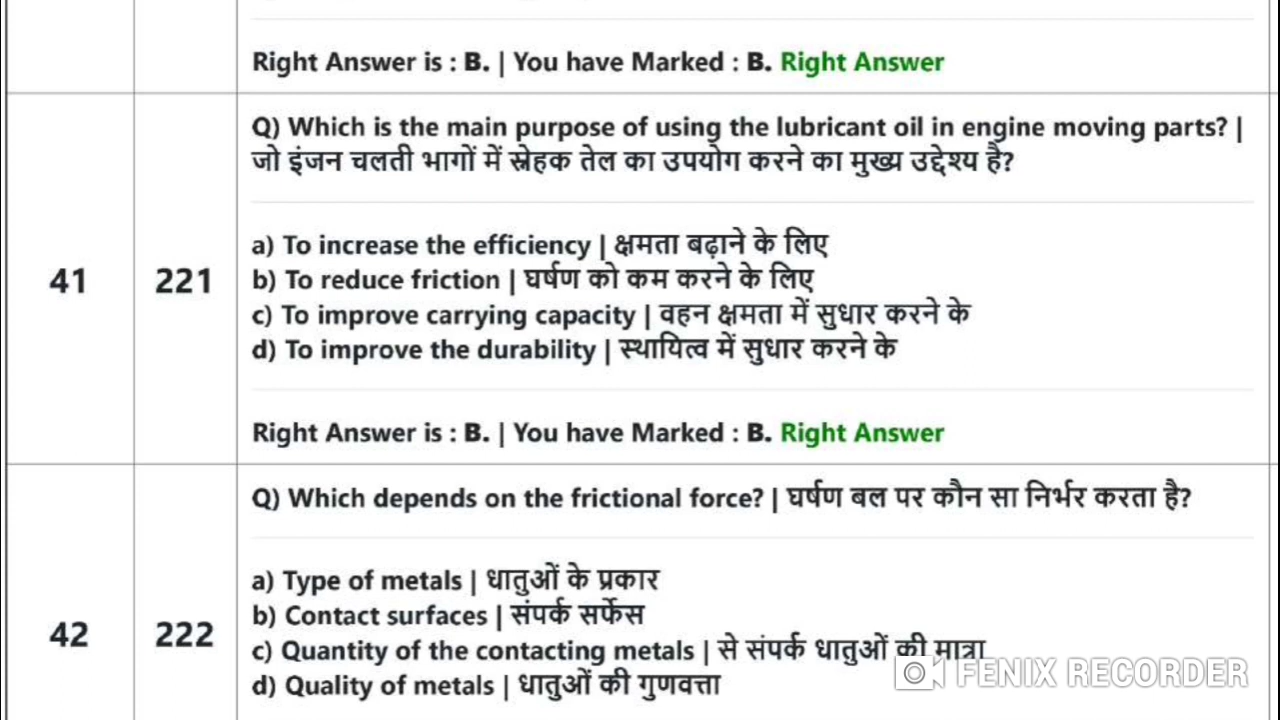 Right Answer is : B. | You have Marked : B. Right Answer
41
221
Q) Which is the main purpose of using the lubricant oil in engine moving parts? |
जो इंजन चलती भागों में स्नेहक तेल का उपयोग करने का मुख्य उद्देश्य है?
a) To increase the efficiency | क्षमता बढ़ाने के लिए
b) To reduce friction | घर्षण को कम करने के लिए
c) To improve carrying capacity | वहन क्षमता में सुधार करने के
d) To improve the durability | स्थायित्व में सुधार करने के
Right Answer is : B. | You have Marked : B. Right Answer
42
222
Q) Which depends on the frictional force? | घर्षण बल पर कौन सा निर्भर करता है?
a) Type of metals | धातुओं के प्रकार
b) Contact surfaces | संपर्क सर्फेस
c) Quantity of the contacting metals | से संपर्क धातुओं की मात्रा
d) Quality of metals | धातुओं की गुणवत्ता
FENIX RECORDER